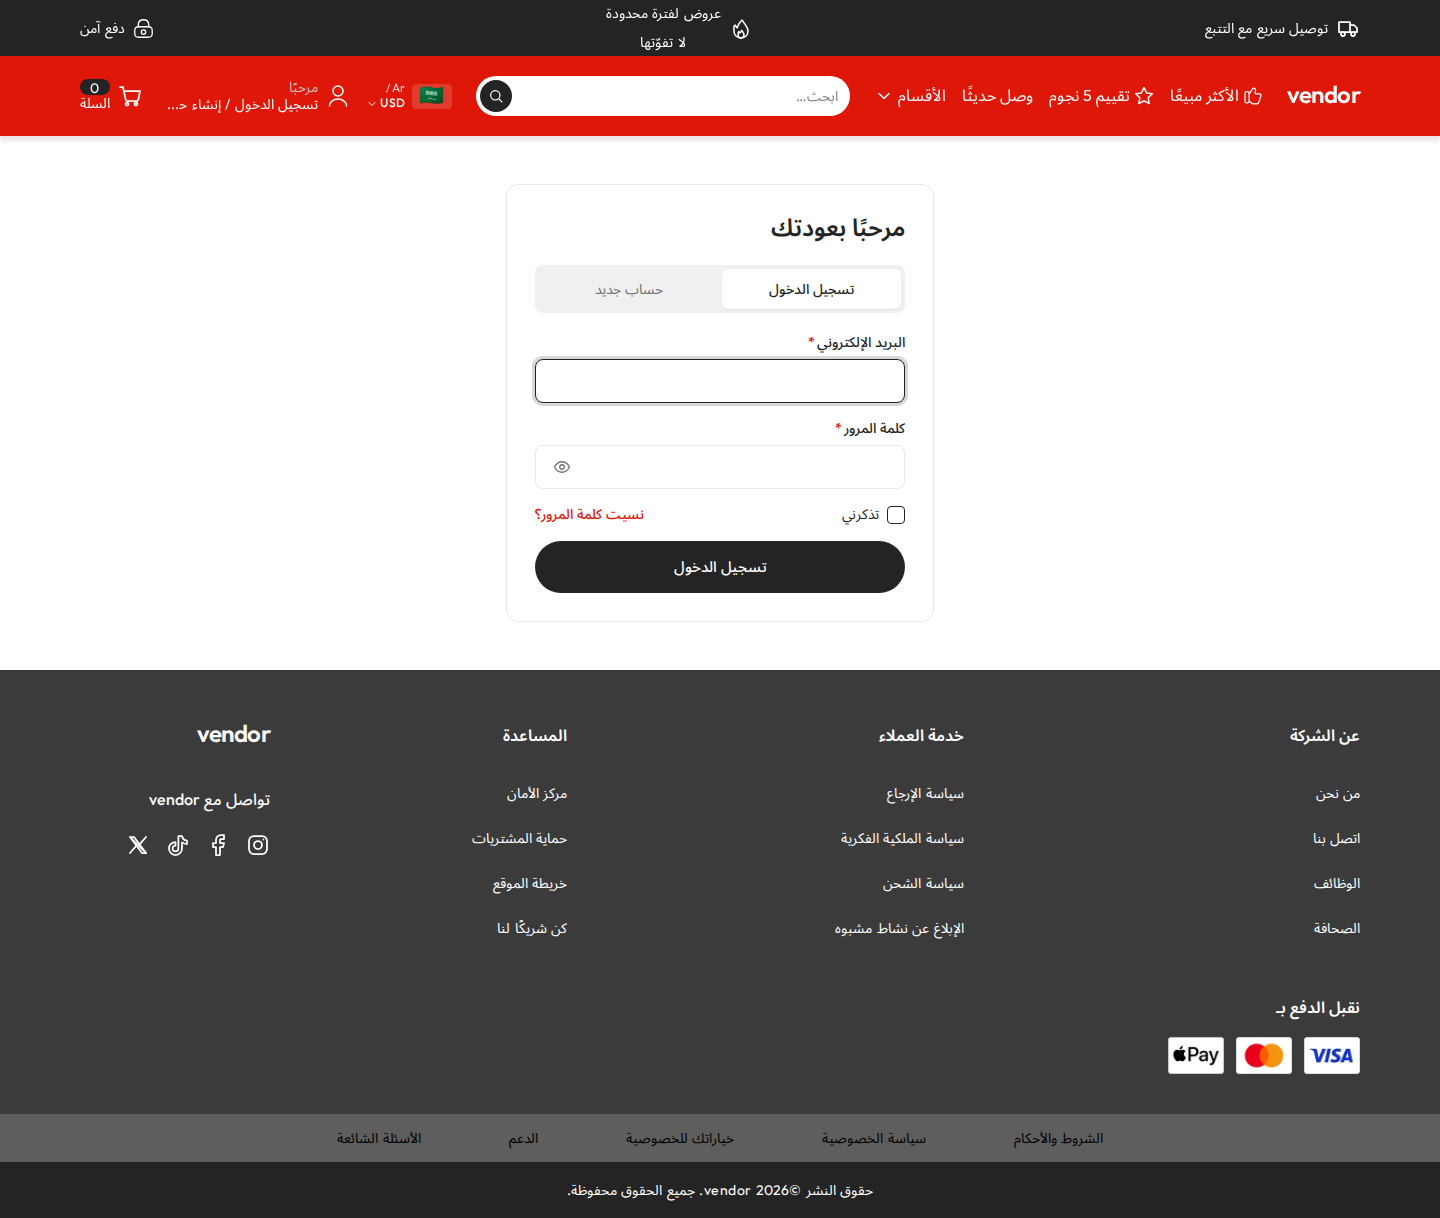 توصيل سريع مع التتبع
عروض لفترة محدودة
لا تفوّتها
دفع آمن
vendor
الأكثر مبيعًا
تقييم 5 نجوم
وصل حديثًا
الأقسام
ابحث...
Ar /
USD
مرحبًا
تسجيل الدخول / إنشاء حـ...
0
السلة
مرحبًا بعودتك
تسجيل الدخول
حساب جديد
البريد الإلكتروني *
كلمة المرور *
تذكرني
نسيت كلمة المرور؟
تسجيل الدخول
عن الشركة
من نحن
اتصل بنا
الوظائف
الصحافة
خدمة العملاء
سياسة الإرجاع
سياسة الملكية الفكرية
سياسة الشحن
الإبلاغ عن نشاط مشبوه
المساعدة
مركز الأمان
حماية المشتريات
خريطة الموقع
كن شريكًا لنا
vendor
تواصل مع vendor
نقبل الدفع بـ
VISA
Pay
الشروط والأحكام
سياسة الخصوصية
خياراتك للخصوصية
الدعم
الأسئلة الشائعة
حقوق النشر ©2026 vendor. جميع الحقوق محفوظة.